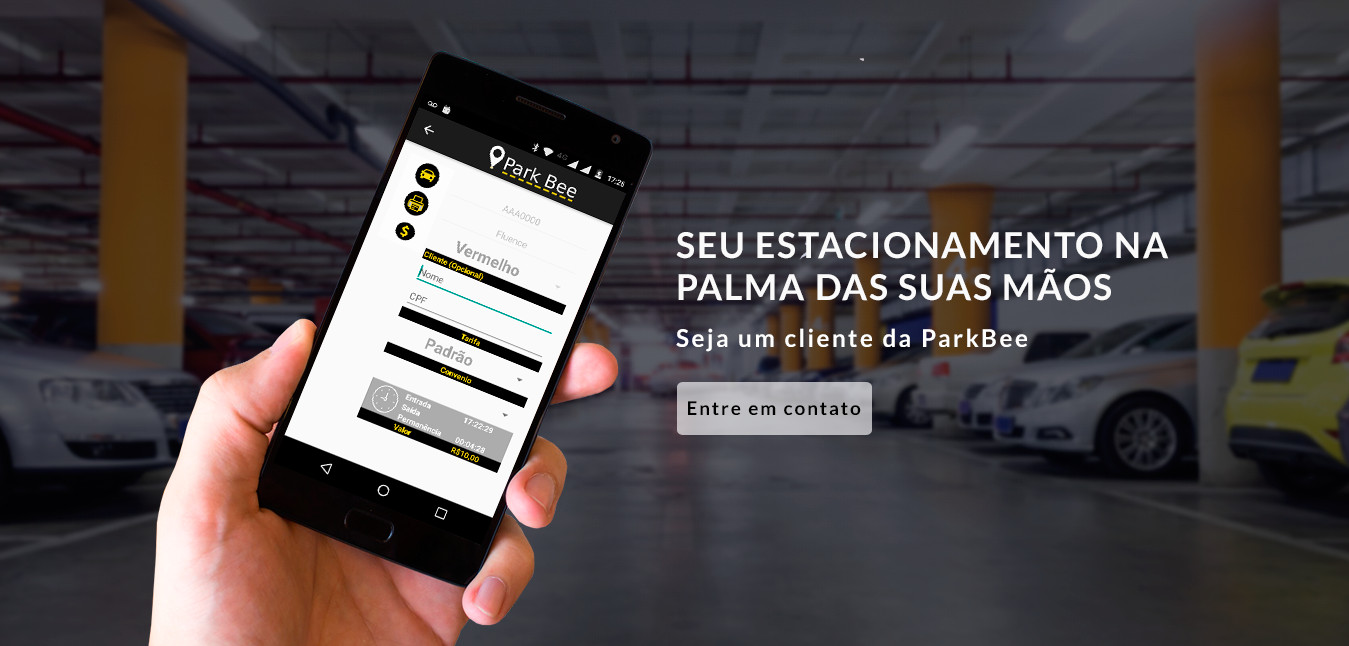 4G
17:26
Park Bee
AAA0000
Fluence
Vermelho
Cliente (Opcional)
Nome
CPF
Tarifa
Padrão
Convenio
Entrada 17:22:29
Saída
Permanência 00:04:28
Valor R$10,00
SEU ESTACIONAMENTO NA
PALMA DAS SUAS MÃOS
Seja um cliente da ParkBee
Entre em contato